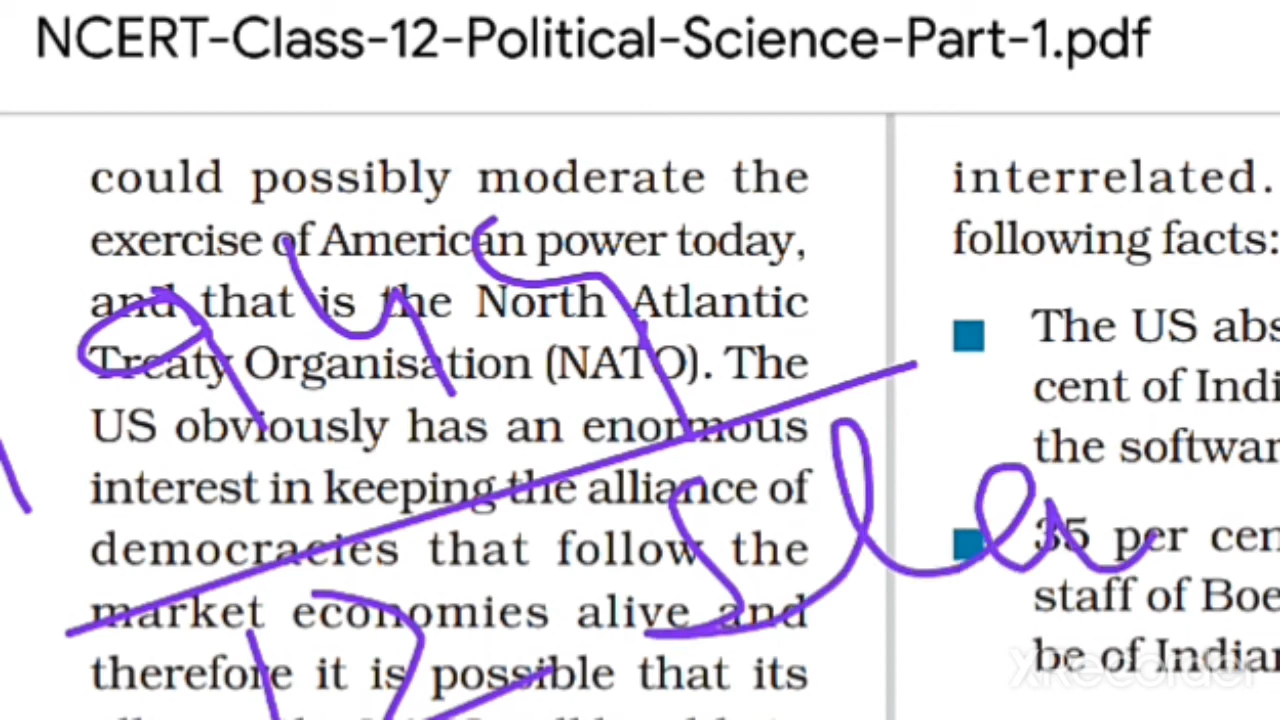 NCERT-Class-12-Political-Science-Part-1.pdf
could possibly moderate the
exercise of American power today,
and that is the North Atlantic
Treaty Organisation (NATO). The
US obviously has an enormous
interest in keeping the alliance of
democracies that follow the
market economies alive and
therefore it is possible that its
interrelated.
following facts:
The US abs
cent of Indi
the softwar
35 per cen
staff of Boe
be of Indian
XRecorder